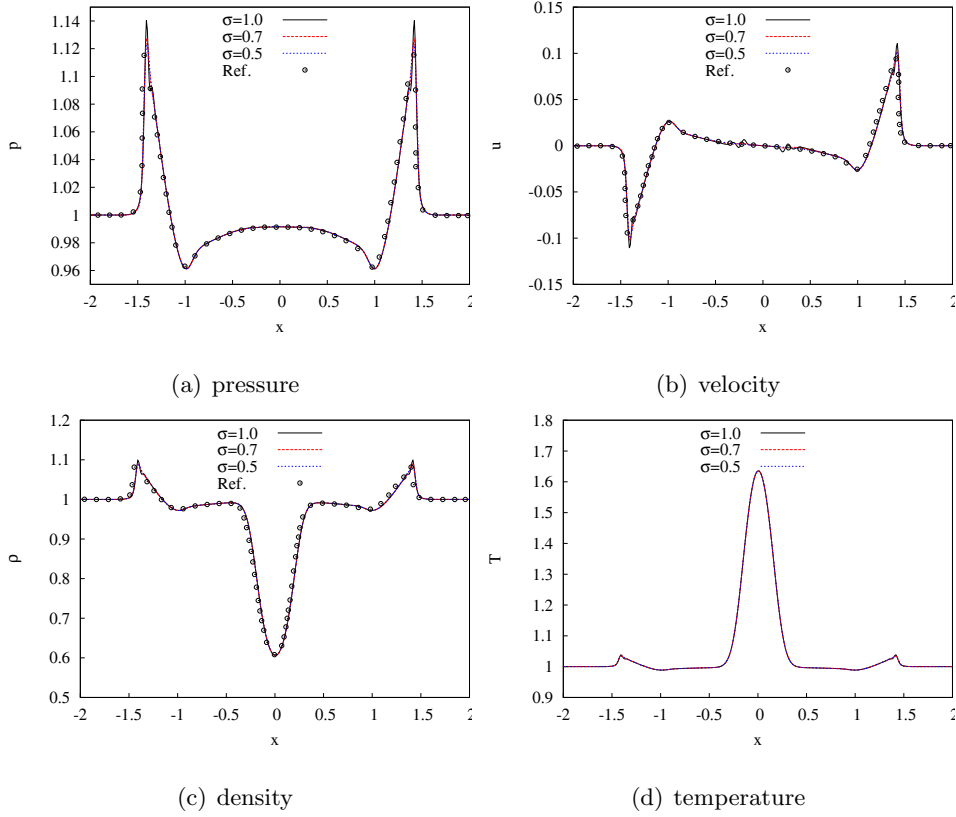 σ=1.0
σ=0.7
σ=0.5
Ref.
1.14
1.12
1.1
1.08
1.06
1.04
1.02
1
0.98
0.96
p
-2 -1.5 -1 -0.5 0 0.5 1 1.5 2
x
(a) pressure
σ=1.0
σ=0.7
σ=0.5
Ref.
0.15
0.1
0.05
0
-0.05
-0.1
-0.15
u
-2 -1.5 -1 -0.5 0 0.5 1 1.5 2
x
(b) velocity
σ=1.0
σ=0.7
σ=0.5
Ref.
1.2
1.1
1
0.9
0.8
0.7
0.6
0.5
ρ
-2 -1.5 -1 -0.5 0 0.5 1 1.5 2
x
(c) density
σ=1.0
σ=0.7
σ=0.5
1.8
1.7
1.6
1.5
1.4
1.3
1.2
1.1
1
0.9
T
-2 -1.5 -1 -0.5 0 0.5 1 1.5 2
x
(d) temperature